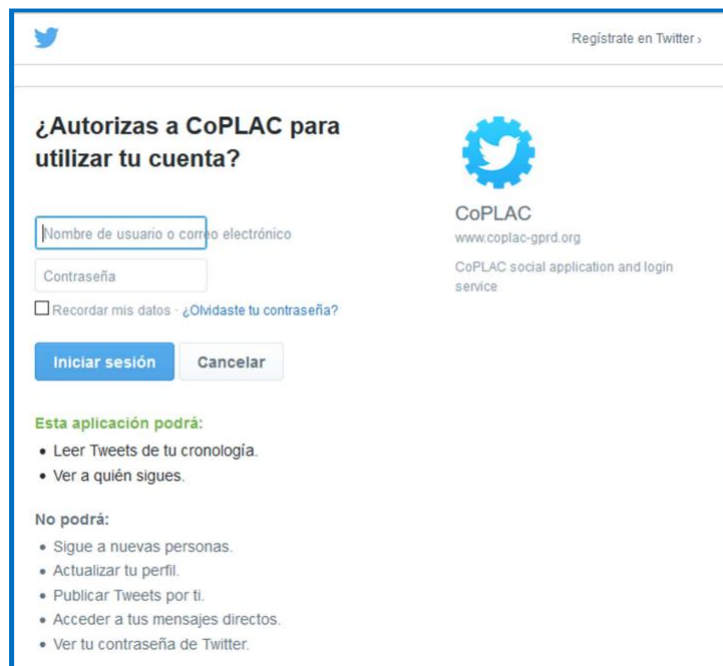 Regístrate en Twitter ›
¿Autorizas a CoPLAC para
utilizar tu cuenta?
Nombre de usuario o correo electrónico
Contraseña
Recordar mis datos · ¿Olvidaste tu contraseña?
Iniciar sesión
Cancelar
CoPLAC
www.coplac-gprd.org
CoPLAC social application and login
service
Esta aplicación podrá:
• Leer Tweets de tu cronología.
• Ver a quién sigues.
No podrá:
• Sigue a nuevas personas.
• Actualizar tu perfil.
• Publicar Tweets por ti.
• Acceder a tus mensajes directos.
• Ver tu contraseña de Twitter.